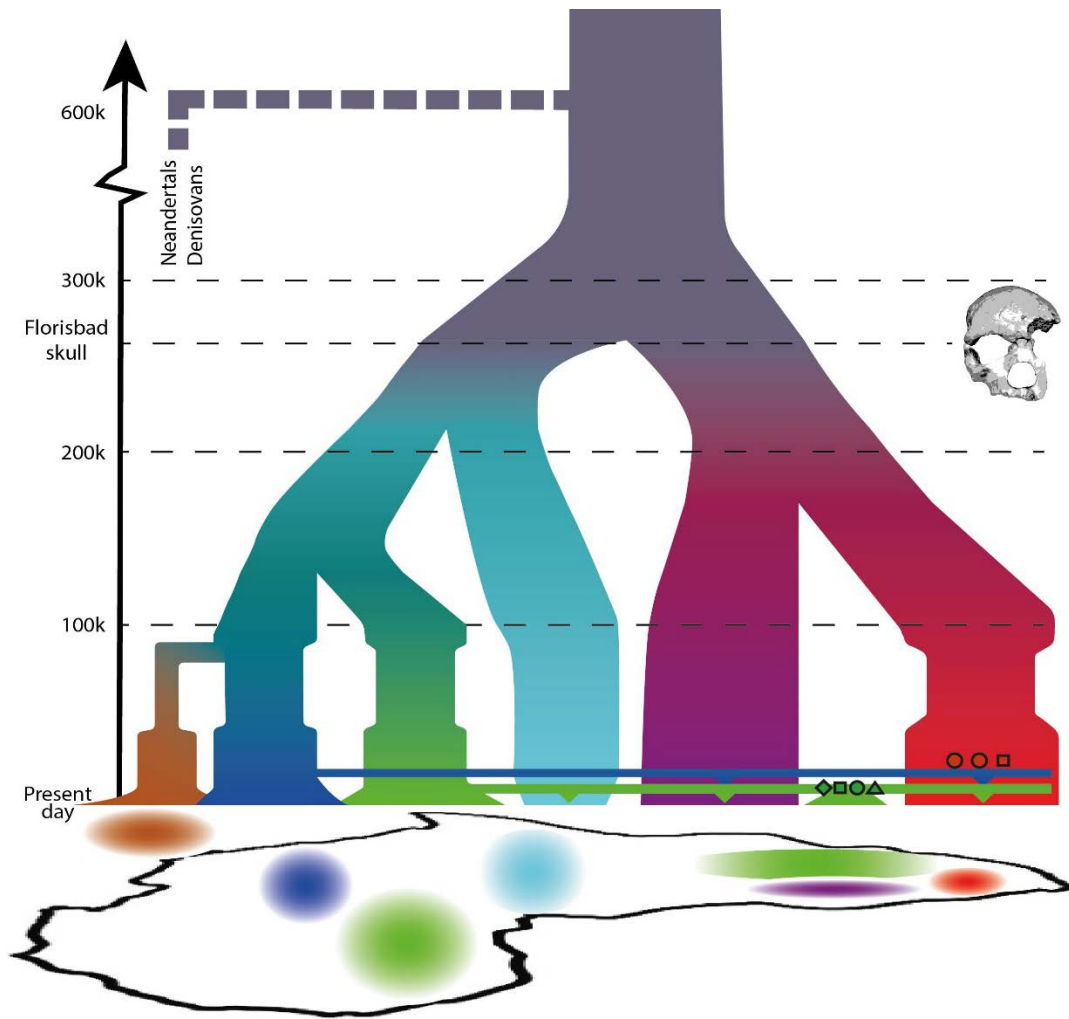 600k
Neandertals
Denisovans
300k
Florisbad
skull
200k
100k
Present
day